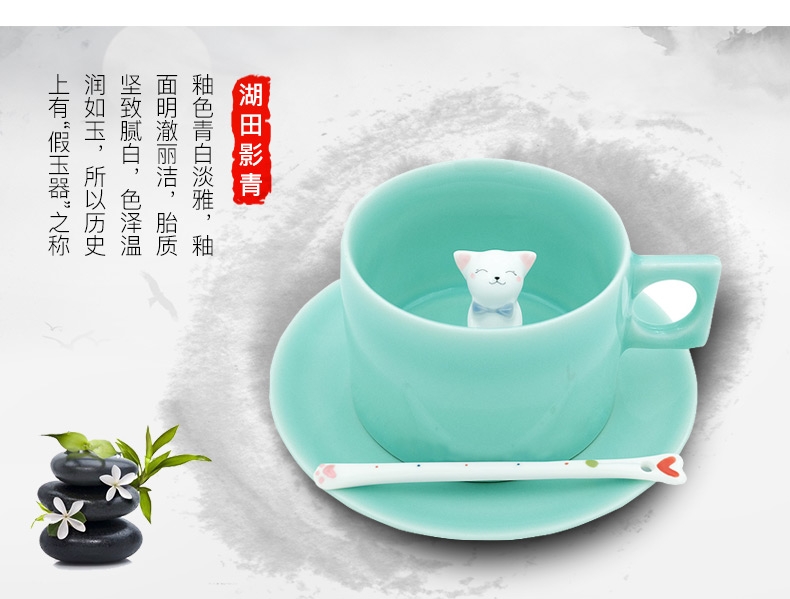 湖田影青
釉色青白淡雅，釉
面明澈丽洁，胎质
坚致腻白，色泽温
润如玉，所以历史
上有“假玉器”之称